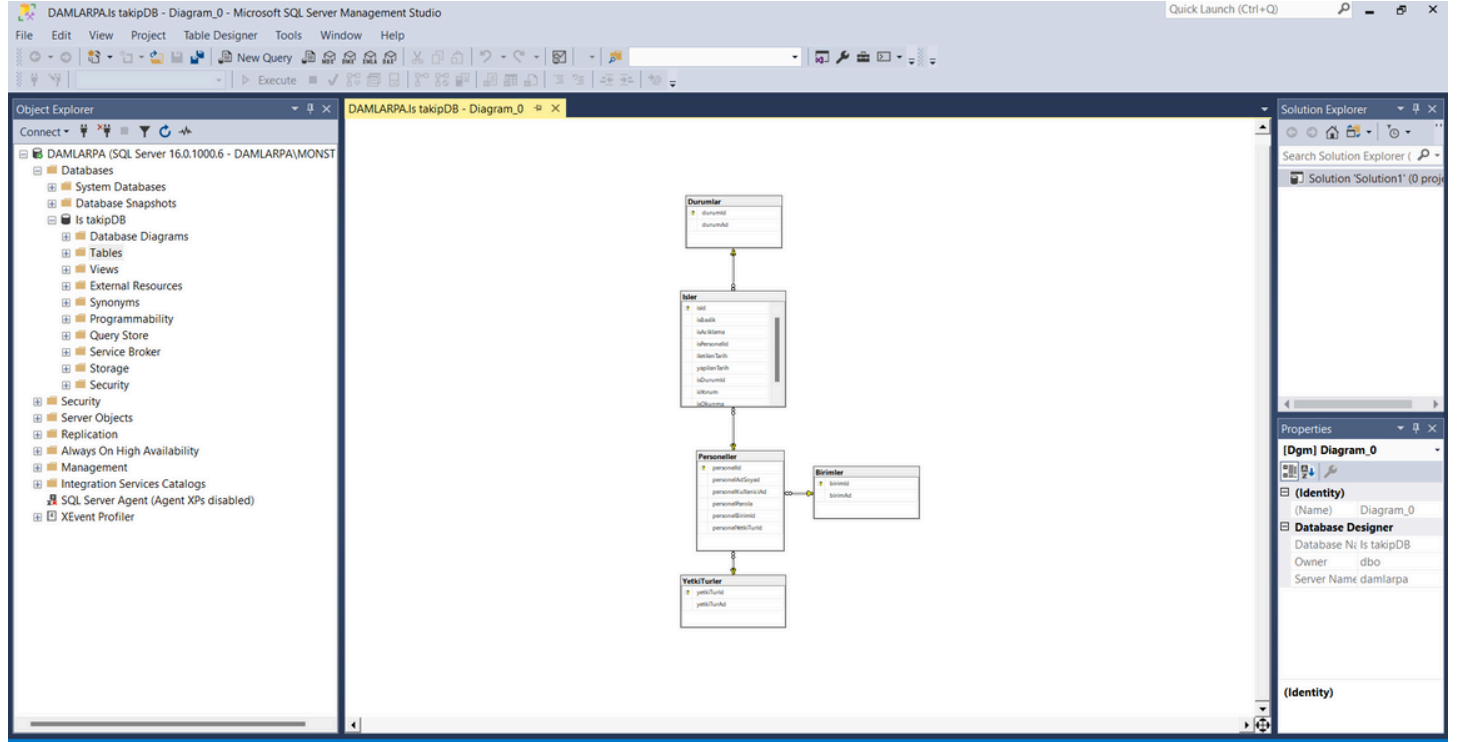 DAMLARPA.Is takipDB - Diagram_0 - Microsoft SQL Server Management Studio
Quick Launch (Ctrl+Q)
File Edit View Project Table Designer Tools Window Help
New Query
Execute
Object Explorer
Connect
DAMLARPA (SQL Server 16.0.1000.6 - DAMLARPA\MONST
Databases
System Databases
Database Snapshots
Is takipDB
Database Diagrams
Tables
Views
External Resources
Synonyms
Programmability
Query Store
Service Broker
Storage
Security
Security
Server Objects
Replication
Always On High Availability
Management
Integration Services Catalogs
SQL Server Agent (Agent XPs disabled)
XEvent Profiler
DAMLARPA.Is takipDB - Diagram_0
Durumlar
durumId
durumAd
Isler
isId
isBaslik
isAciklama
isPersonelId
iletilenTarih
yapilanTarih
isDurumId
isYorum
isOkunma
Personeller
personelId
personelAdSoyad
personelKullaniciAd
personelParola
personelBirimId
personelYetkiTurId
Birimler
birimId
birimAd
YetkiTurler
yetkiTurId
yetkiTurAd
Solution Explorer
Search Solution Explorer (
Solution 'Solution1' (0 proje
Properties
[Dgm] Diagram_0
(Identity)
(Name) Diagram_0
Database Designer
Database Na Is takipDB
Owner dbo
Server Name damlarpa
(Identity)